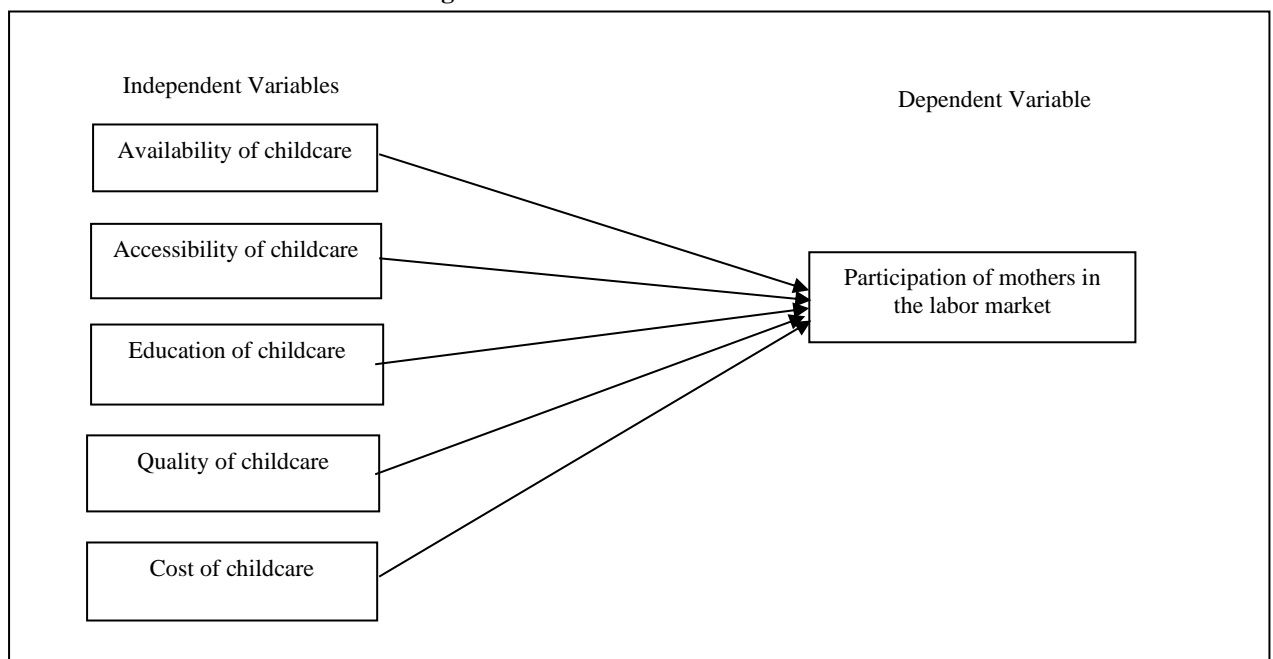 Independent Variables
Dependent Variable
Availability of childcare
Accessibility of childcare
Participation of mothers in
the labor market
Education of childcare
Quality of childcare
Cost of childcare